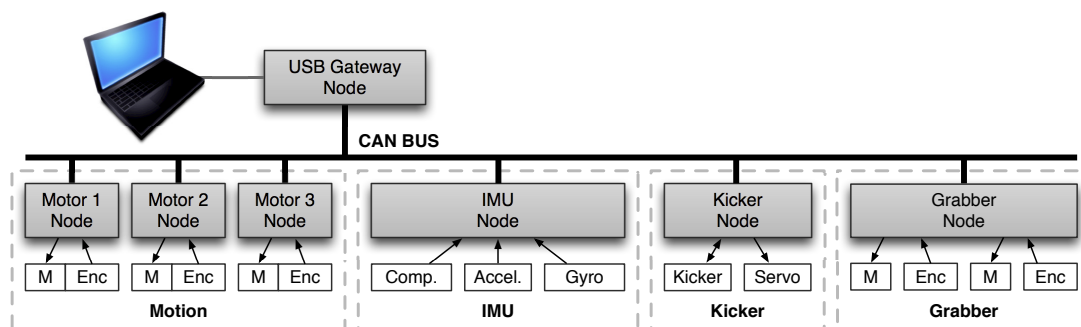 USB Gateway
Node
CAN BUS
Motor 1
Node
Motor 2
Node
Motor 3
Node
IMU
Node
Kicker
Node
Grabber
Node
M
Enc
M
Enc
M
Enc
Comp.
Accel.
Gyro
Kicker
Servo
M
Enc
M
Enc
Motion
IMU
Kicker
Grabber